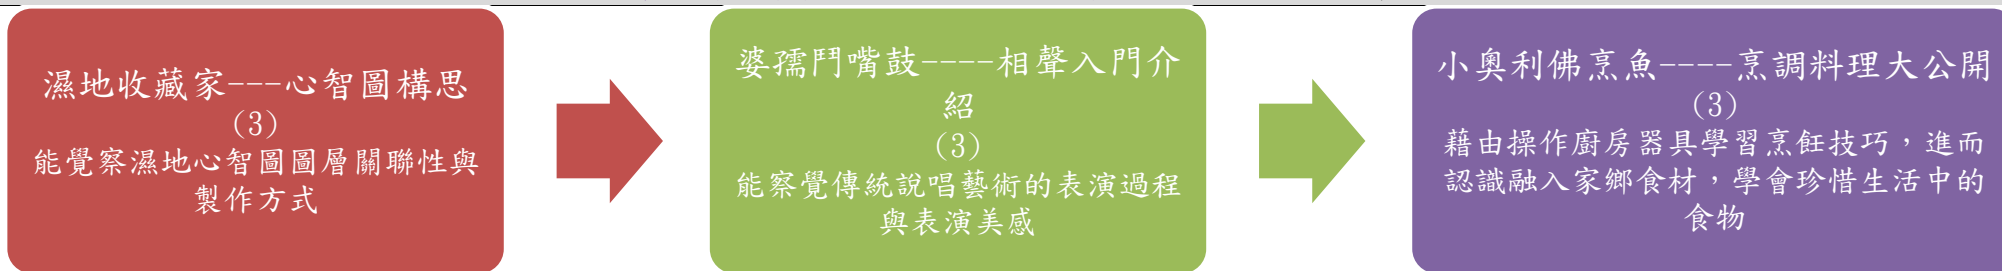 濕地收藏家---心智圖構思
(3)
能覺察濕地心智圖圖層關聯性與
製作方式
婆孺鬥嘴鼓----相聲入門介
紹
(3)
能察覺傳統說唱藝術的表演過程
與表演美感
小奧利佛烹魚----烹調料理大公開
(3)
藉由操作廚房器具學習烹飪技巧，進而
認識融入家鄉食材，學會珍惜生活中的
食物